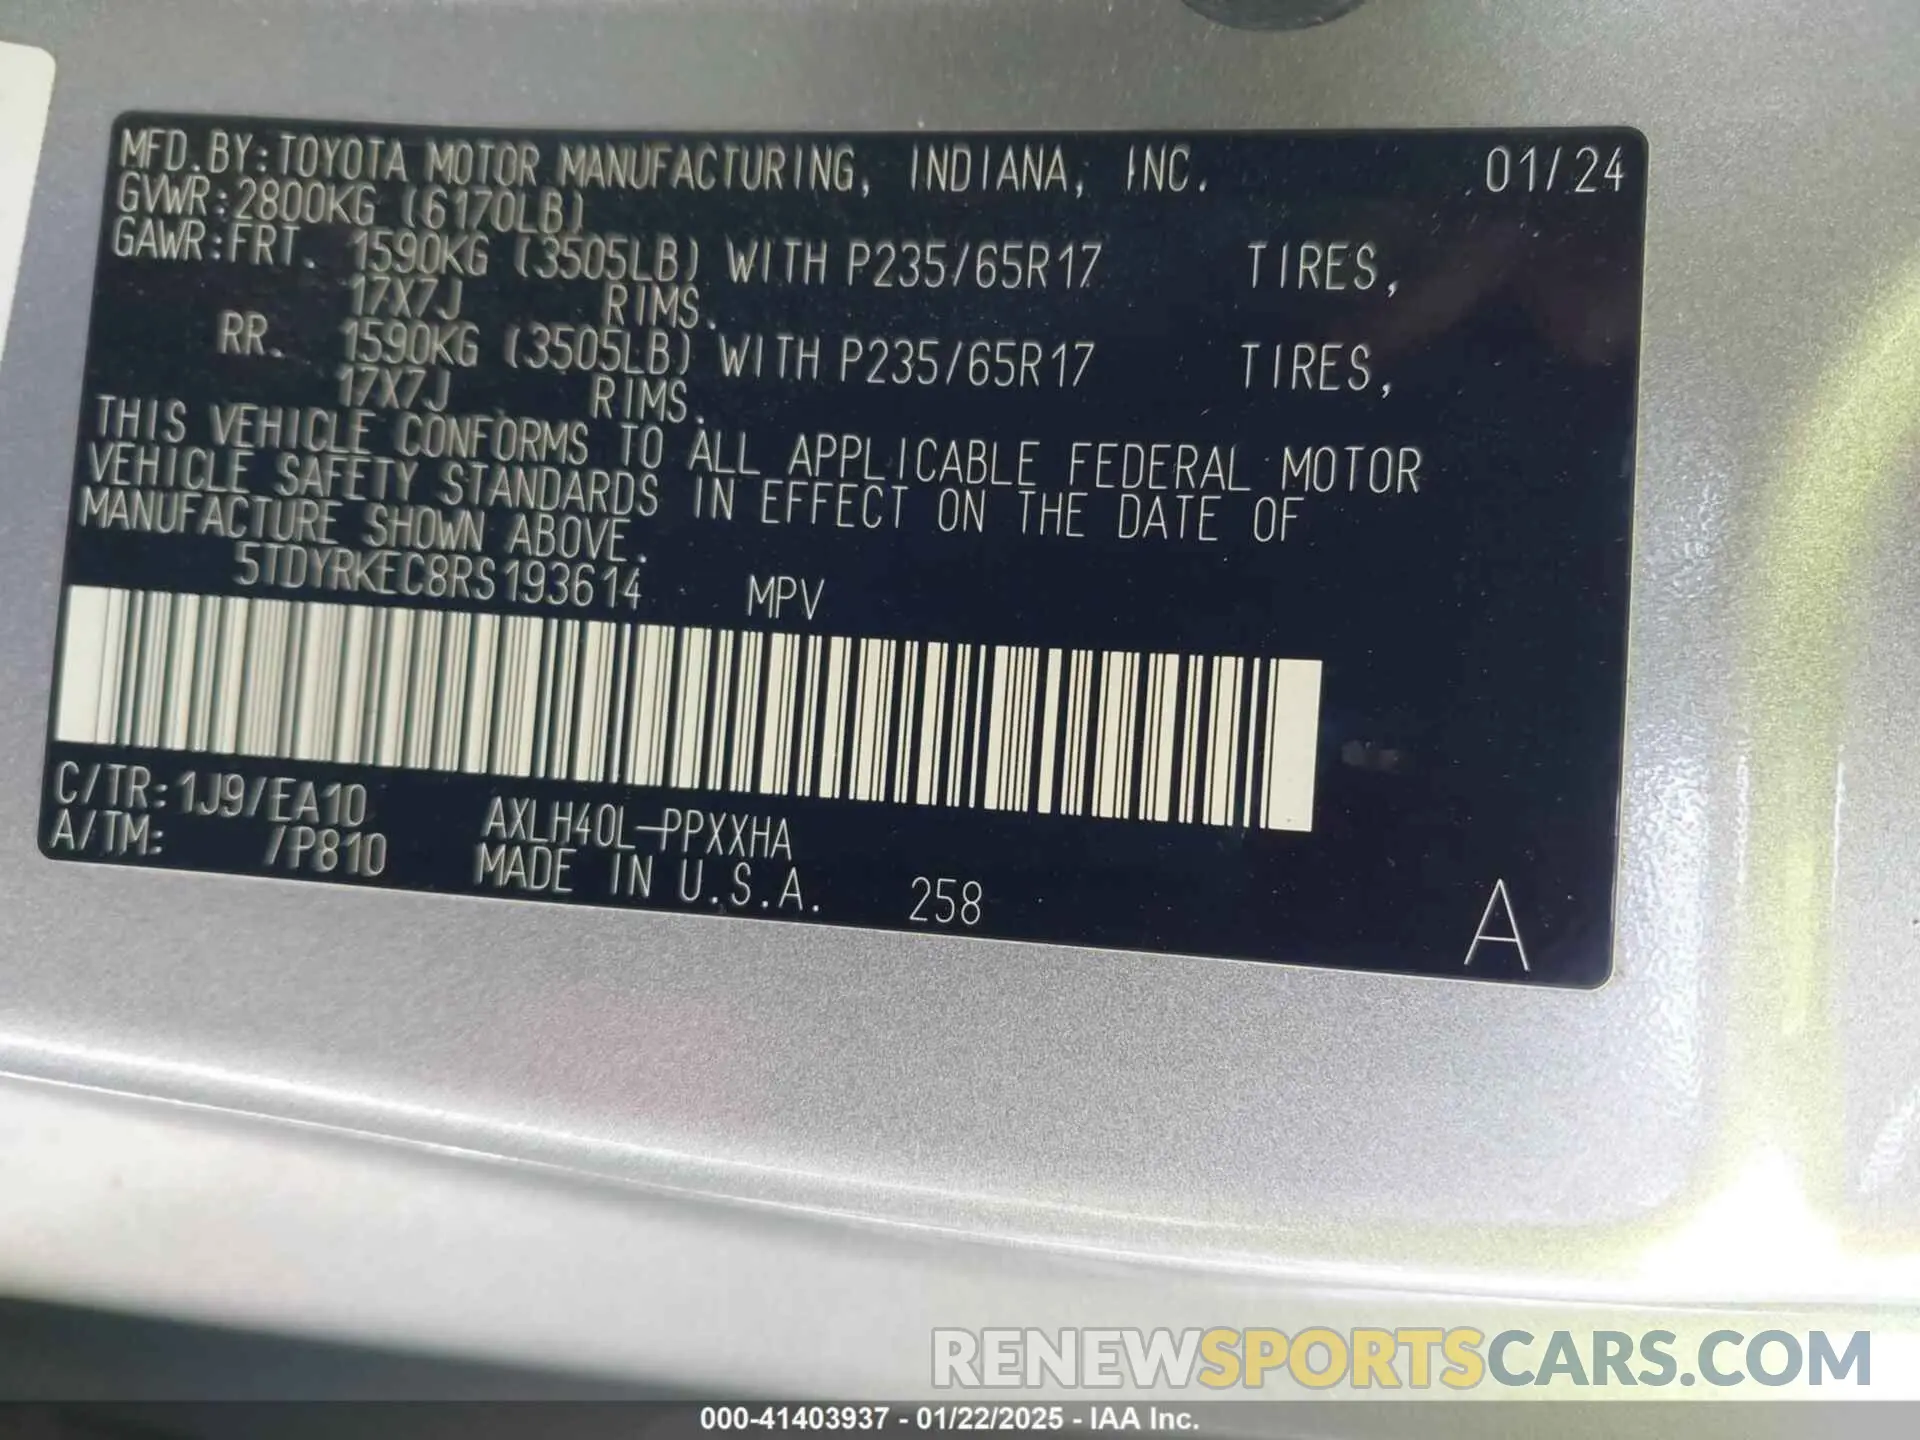 MFD.BY:TOYOTA MOTOR MANUFACTURING, INDIANA, INC. 01/24
GVWR:2800KG (6170LB)
GAWR:FRT. 1590KG (3505LB) WITH P235/65R17 TIRES,
17X7J RIMS.
RR. 1590KG (3505LB) WITH P235/65R17 TIRES,
17X7J RIMS.
THIS VEHICLE CONFORMS TO ALL APPLICABLE FEDERAL MOTOR
VEHICLE SAFETY STANDARDS IN EFFECT ON THE DATE OF
MANUFACTURE SHOWN ABOVE.
5TDYRKEC8RS193614 MPV
C/TR:1J9/EA10 AXLH40L-PPXXHA
A/TM: /P810 MADE IN U.S.A. 258 A
RENEWSPORTSCARS.COM
000-41403937 - 01/22/2025 - IAA Inc.